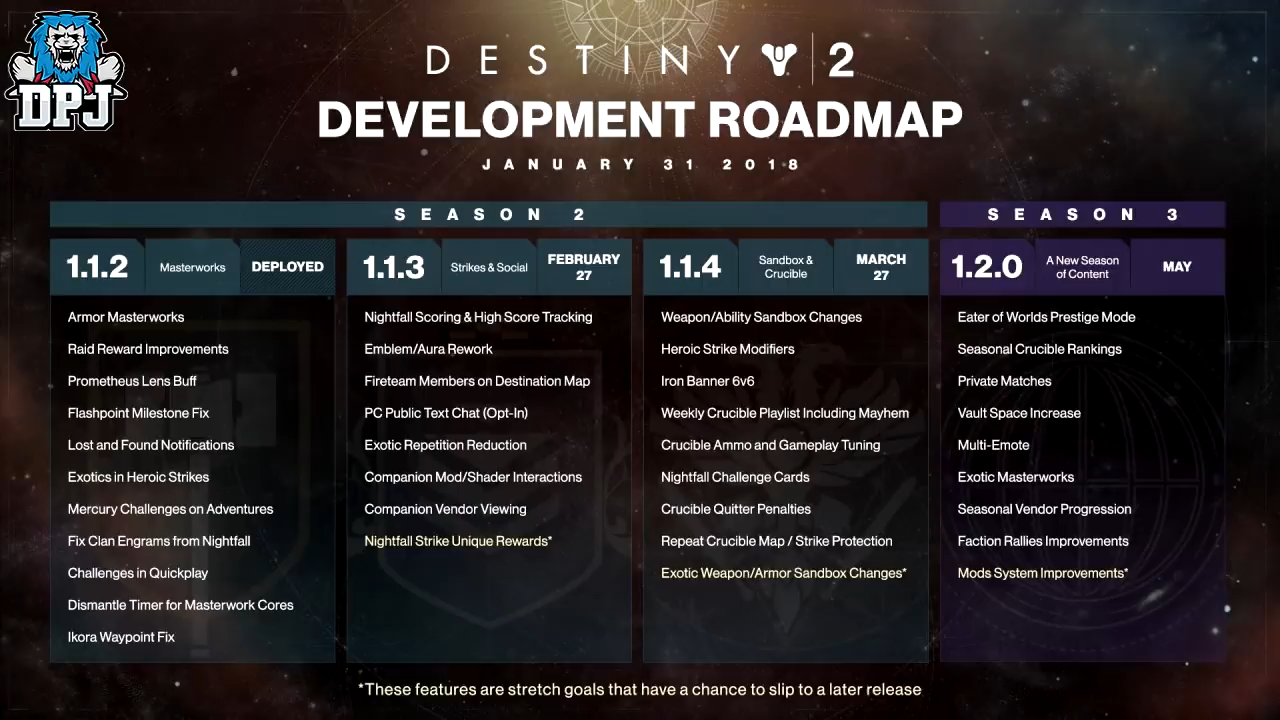 DPJ
DESTINY 2
DEVELOPMENT ROADMAP
JANUARY 31 2018
SEASON 2
1.1.2 Masterworks DEPLOYED
Armor Masterworks
Raid Reward Improvements
Prometheus Lens Buff
Flashpoint Milestone Fix
Lost and Found Notifications
Exotics in Heroic Strikes
Mercury Challenges on Adventures
Fix Clan Engrams from Nightfall
Challenges in Quickplay
Dismantle Timer for Masterwork Cores
Ikora Waypoint Fix
1.1.3 Strikes & Social FEBRUARY
27
Nightfall Scoring & High Score Tracking
Emblem/Aura Rework
Fireteam Members on Destination Map
PC Public Text Chat (Opt-In)
Exotic Repetition Reduction
Companion Mod/Shader Interactions
Companion Vendor Viewing
Nightfall Strike Unique Rewards*
1.1.4 Sandbox &
Crucible
MARCH
27
Weapon/Ability Sandbox Changes
Heroic Strike Modifiers
Iron Banner 6v6
Weekly Crucible Playlist Including Mayhem
Crucible Ammo and Gameplay Tuning
Nightfall Challenge Cards
Crucible Quitter Penalties
Repeat Crucible Map / Strike Protection
Exotic Weapon/Armor Sandbox Changes*
SEASON 3
1.2.0 A New Season
of Content
MAY
Eater of Worlds Prestige Mode
Seasonal Crucible Rankings
Private Matches
Vault Space Increase
Multi-Emote
Exotic Masterworks
Seasonal Vendor Progression
Faction Rallies Improvements
Mods System Improvements*
*These features are stretch goals that have a chance to slip to a later release